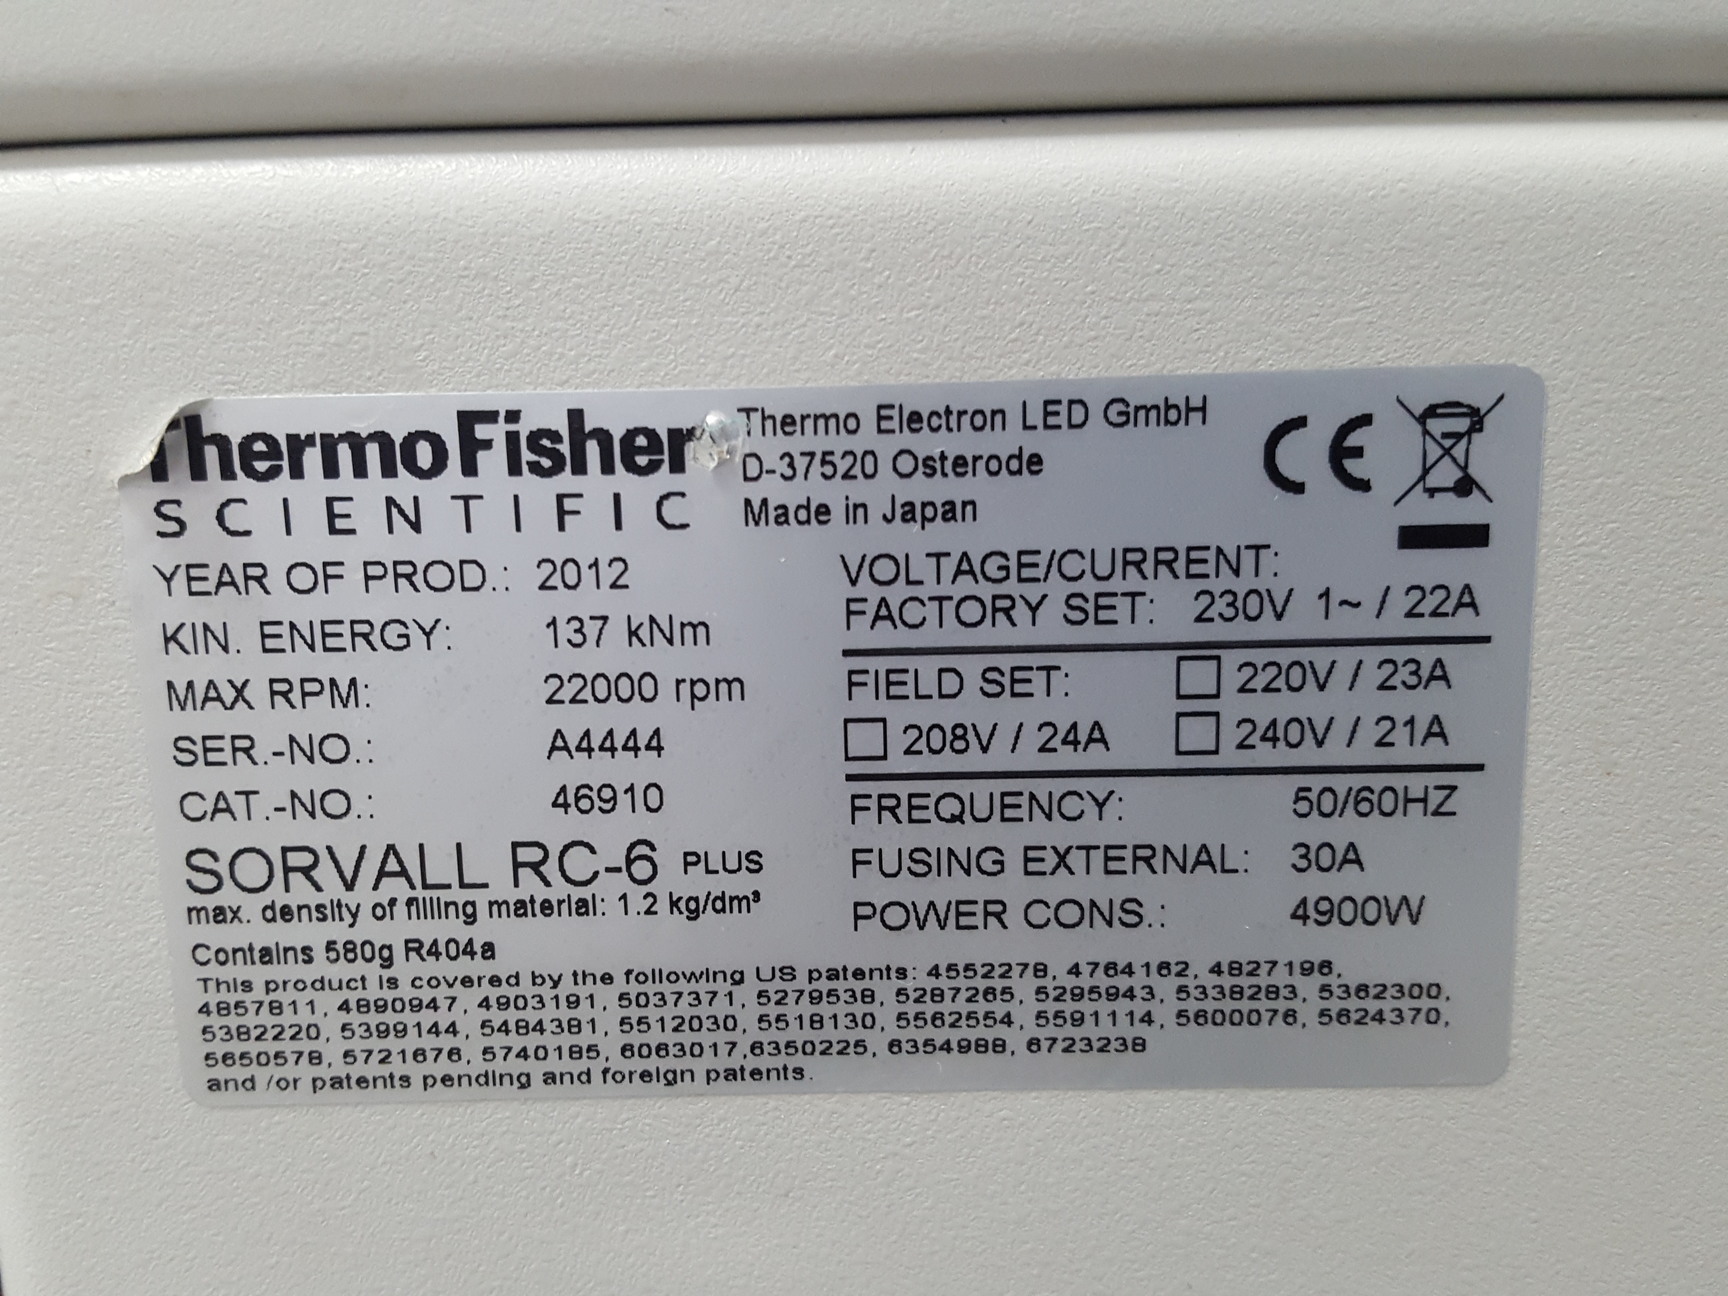 ThermoFisher
SCIENTIFIC
Thermo Electron LED GmbH
D-37520 Osterode
Made in Japan
CE
YEAR OF PROD.: 2012
KIN. ENERGY: 137 kNm
MAX RPM: 22000 rpm
SER.-NO.: A4444
CAT.-NO.: 46910
SORVALL RC-6 PLUS
max. density of filling material: 1.2 kg/dm³
Contains 580g R404a
VOLTAGE/CURRENT:
FACTORY SET: 230V 1~ / 22A
FIELD SET: ☐ 220V / 23A
☐ 208V / 24A ☐ 240V / 21A
FREQUENCY: 50/60HZ
FUSING EXTERNAL: 30A
POWER CONS.: 4900W
This product is covered by the following US patents: 4552278, 4764162, 4827196,
4857811, 4890947, 4903191, 5037371, 5279538, 5287265, 5295943, 5338283, 5362300,
5382220, 5399144, 5484381, 5512030, 5518130, 5562554, 5591114, 5600076, 5624370,
5650578, 5721676, 5740185, 6063017,6350225, 6354988, 6723238
and /or patents pending and foreign patents.